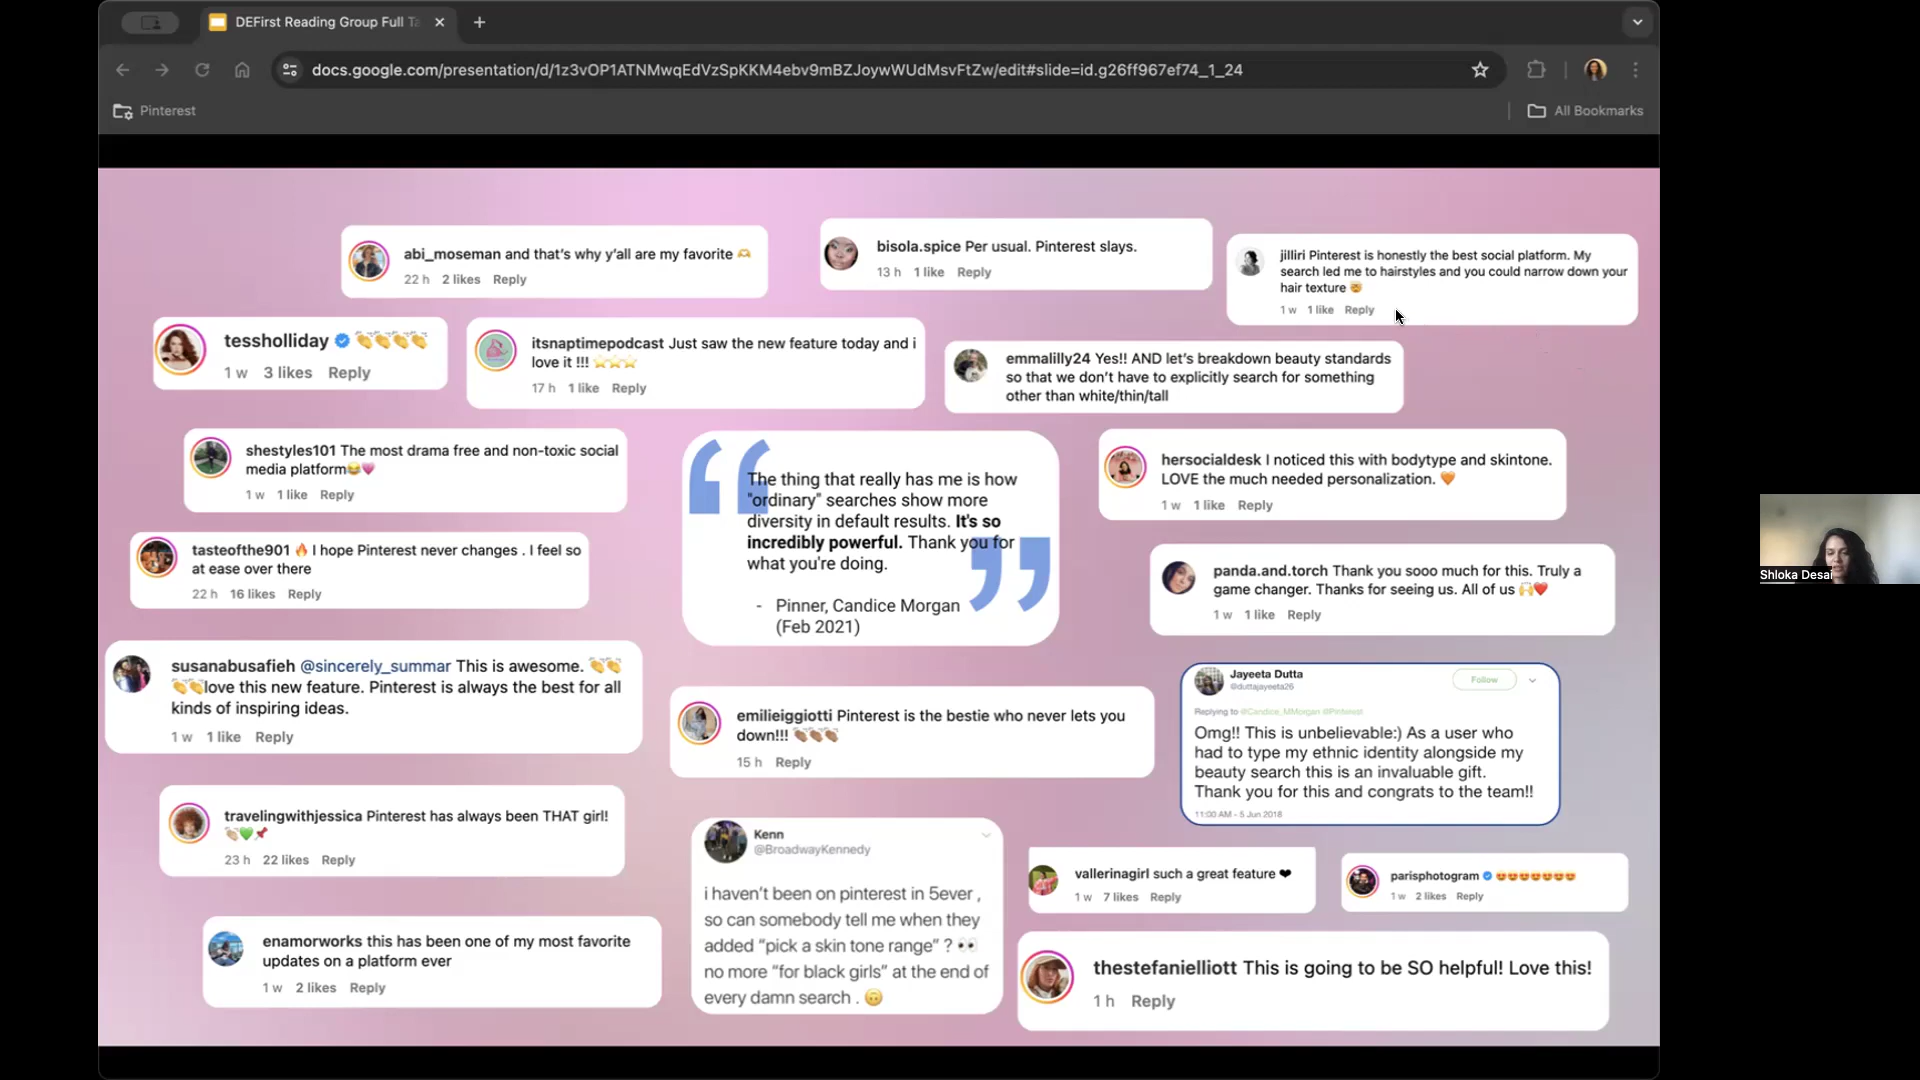 DEFirst Reading Group Full Ta
docs.google.com/presentation/d/1z3vOP1ATNMwqEdVzSpKKM4ebv9mBZJoywWUdMsvFtZw/edit#slide=id.g26ff967ef74_1_24
Pinterest
All Bookmarks
abi_moseman and that's why y'all are my favorite 🫶
22 h 2 likes Reply
bisola.spice Per usual. Pinterest slays.
13 h 1 like Reply
jilliri Pinterest is honestly the best social platform. My
search led me to hairstyles and you could narrow down your
hair texture 🤯
1 w 1 like Reply
tessholliday 👏👏👏👏
1 w 3 likes Reply
itsnaptimepodcast Just saw the new feature today and i
love it !!! ⭐⭐⭐
17 h 1 like Reply
emmalilly24 Yes!! AND let's breakdown beauty standards
so that we don't have to explicitly search for something
other than white/thin/tall
shestyles101 The most drama free and non-toxic social
media platform😂💗
1 w 1 like Reply
The thing that really has me is how
"ordinary" searches show more
diversity in default results. It's so
incredibly powerful. Thank you for
what you're doing.
- Pinner, Candice Morgan
(Feb 2021)
hersocialdesk I noticed this with bodytype and skintone.
LOVE the much needed personalization. 🧡
1 w 1 like Reply
tasteofthe901 🔥 I hope Pinterest never changes . I feel so
at ease over there
22 h 16 likes Reply
panda.and.torch Thank you sooo much for this. Truly a
game changer. Thanks for seeing us. All of us 🙌❤️
1 w 1 like Reply
Shloka Desai
susanabusafieh @sincerely_summar This is awesome. 👏👏
👏👏love this new feature. Pinterest is always the best for all
kinds of inspiring ideas.
1 w 1 like Reply
emilieiggiotti Pinterest is the bestie who never lets you
down!!! 👏🏽👏🏽👏🏽
15 h Reply
Jayeeta Dutta
@duttajayeeta26
Follow
Replying to @Candice_MMorgan @Pinterest
Omg!! This is unbelievable:) As a user who
had to type my ethnic identity alongside my
beauty search this is an invaluable gift.
Thank you for this and congrats to the team!!
11:00 AM - 5 Jun 2018
travelingwithjessica Pinterest has always been THAT girl!
👏🏼💚📌
23 h 22 likes Reply
Kenn
@BroadwayKennedy
i haven't been on pinterest in 5ever ,
so can somebody tell me when they
added "pick a skin tone range" ? 👀
no more "for black girls" at the end of
every damn search . 🙃
vallerinagirl such a great feature ❤
1 w 7 likes Reply
parisphotogram 😍😍😍😍😍😍😍
1 w 2 likes Reply
enamorworks this has been one of my most favorite
updates on a platform ever
1 w 2 likes Reply
thestefanielliott This is going to be SO helpful! Love this!
1 h Reply